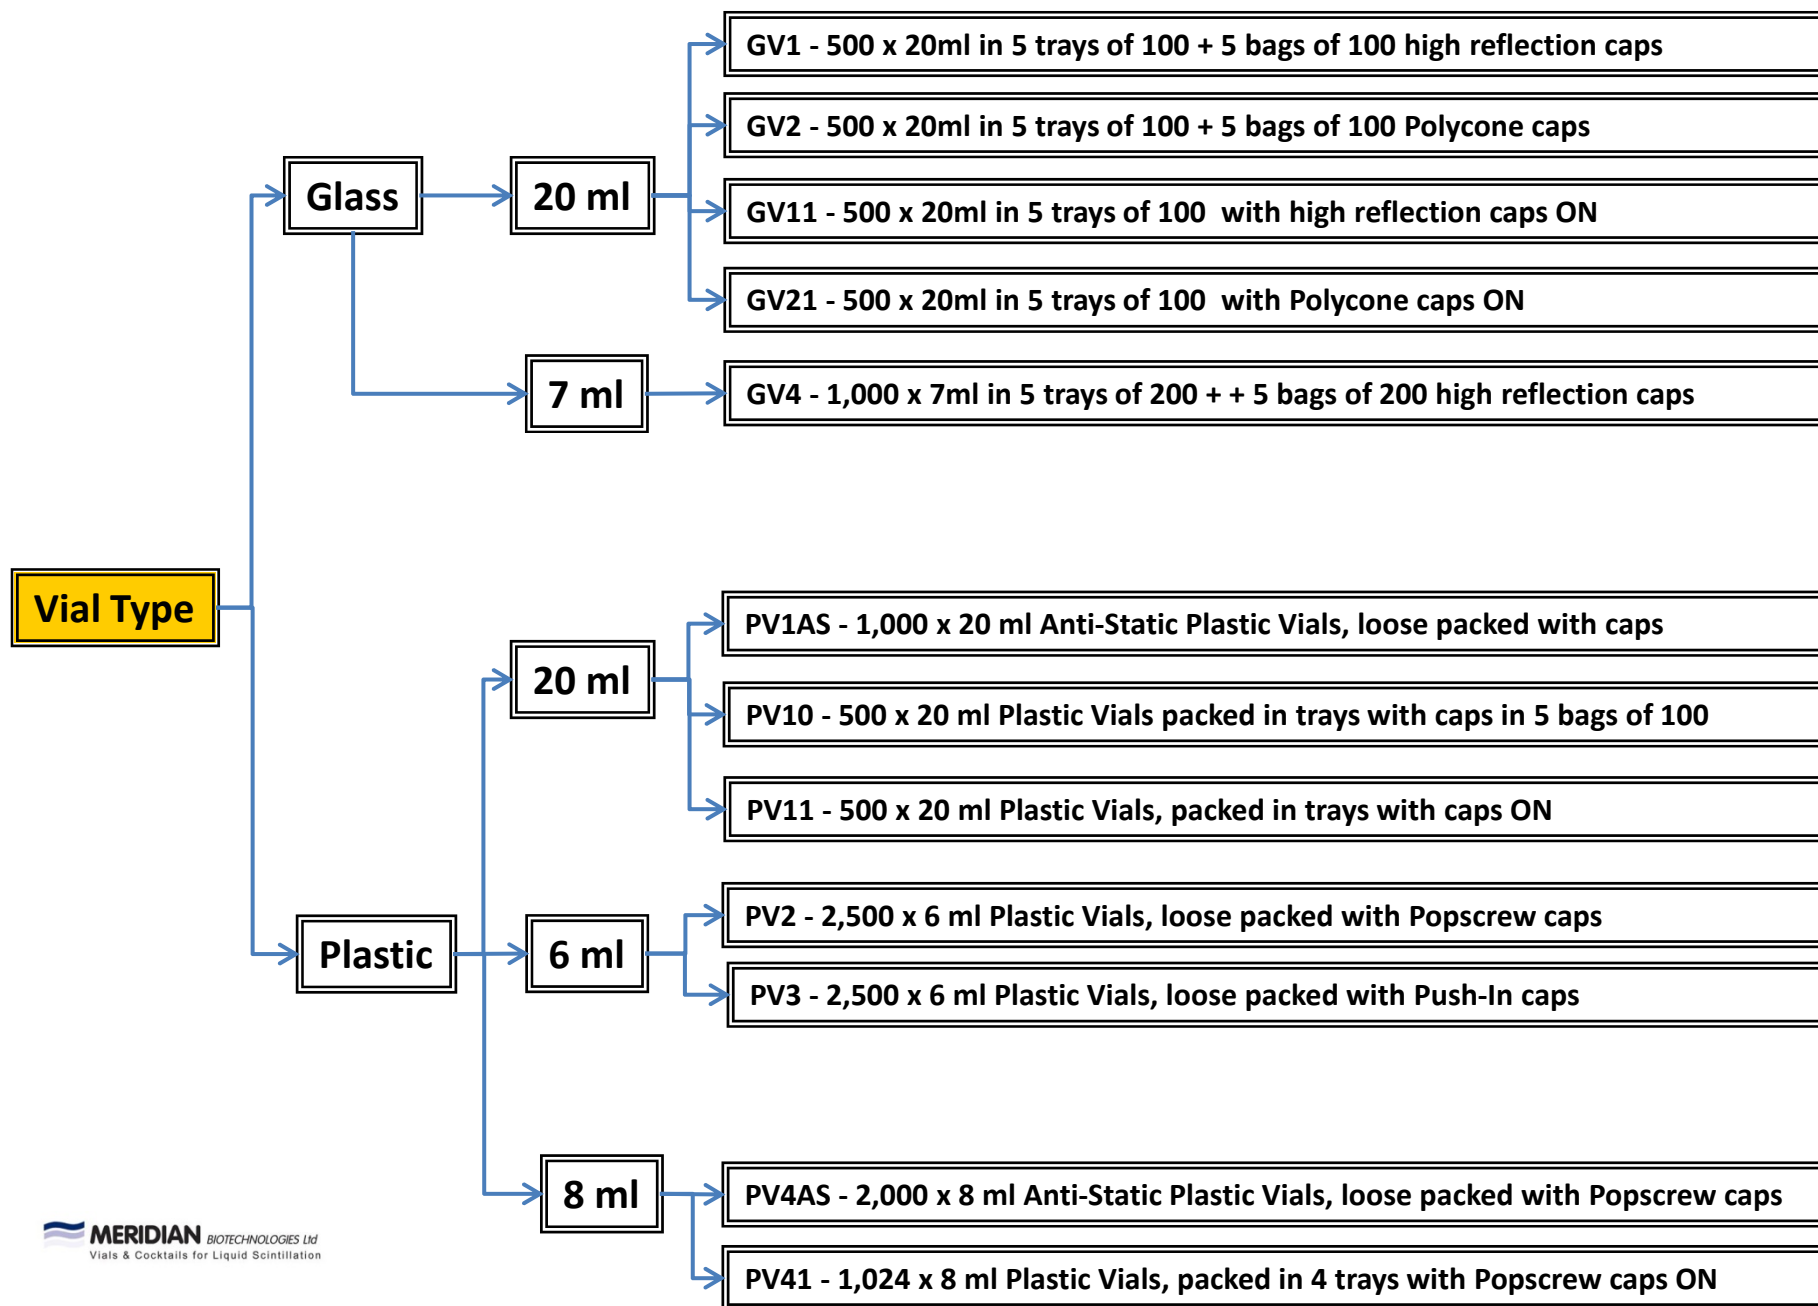 Vial Type
Glass
20 ml
GV1 - 500 x 20ml in 5 trays of 100 + 5 bags of 100 high reflection caps
GV2 - 500 x 20ml in 5 trays of 100 + 5 bags of 100 Polycone caps
GV11 - 500 x 20ml in 5 trays of 100  with high reflection caps ON
GV21 - 500 x 20ml in 5 trays of 100  with Polycone caps ON
7 ml
GV4 - 1,000 x 7ml in 5 trays of 200 + + 5 bags of 200 high reflection caps
Plastic
20 ml
PV1AS - 1,000 x 20 ml Anti-Static Plastic Vials, loose packed with caps
PV10 - 500 x 20 ml Plastic Vials packed in trays with caps in 5 bags of 100
PV11 - 500 x 20 ml Plastic Vials, packed in trays with caps ON
6 ml
PV2 - 2,500 x 6 ml Plastic Vials, loose packed with Popscrew caps
PV3 - 2,500 x 6 ml Plastic Vials, loose packed with Push-In caps
8 ml
PV4AS - 2,000 x 8 ml Anti-Static Plastic Vials, loose packed with Popscrew caps
PV41 - 1,024 x 8 ml Plastic Vials, packed in 4 trays with Popscrew caps ON
MERIDIAN BIOTECHNOLOGIES Ltd
Vials & Cocktails for Liquid Scintillation